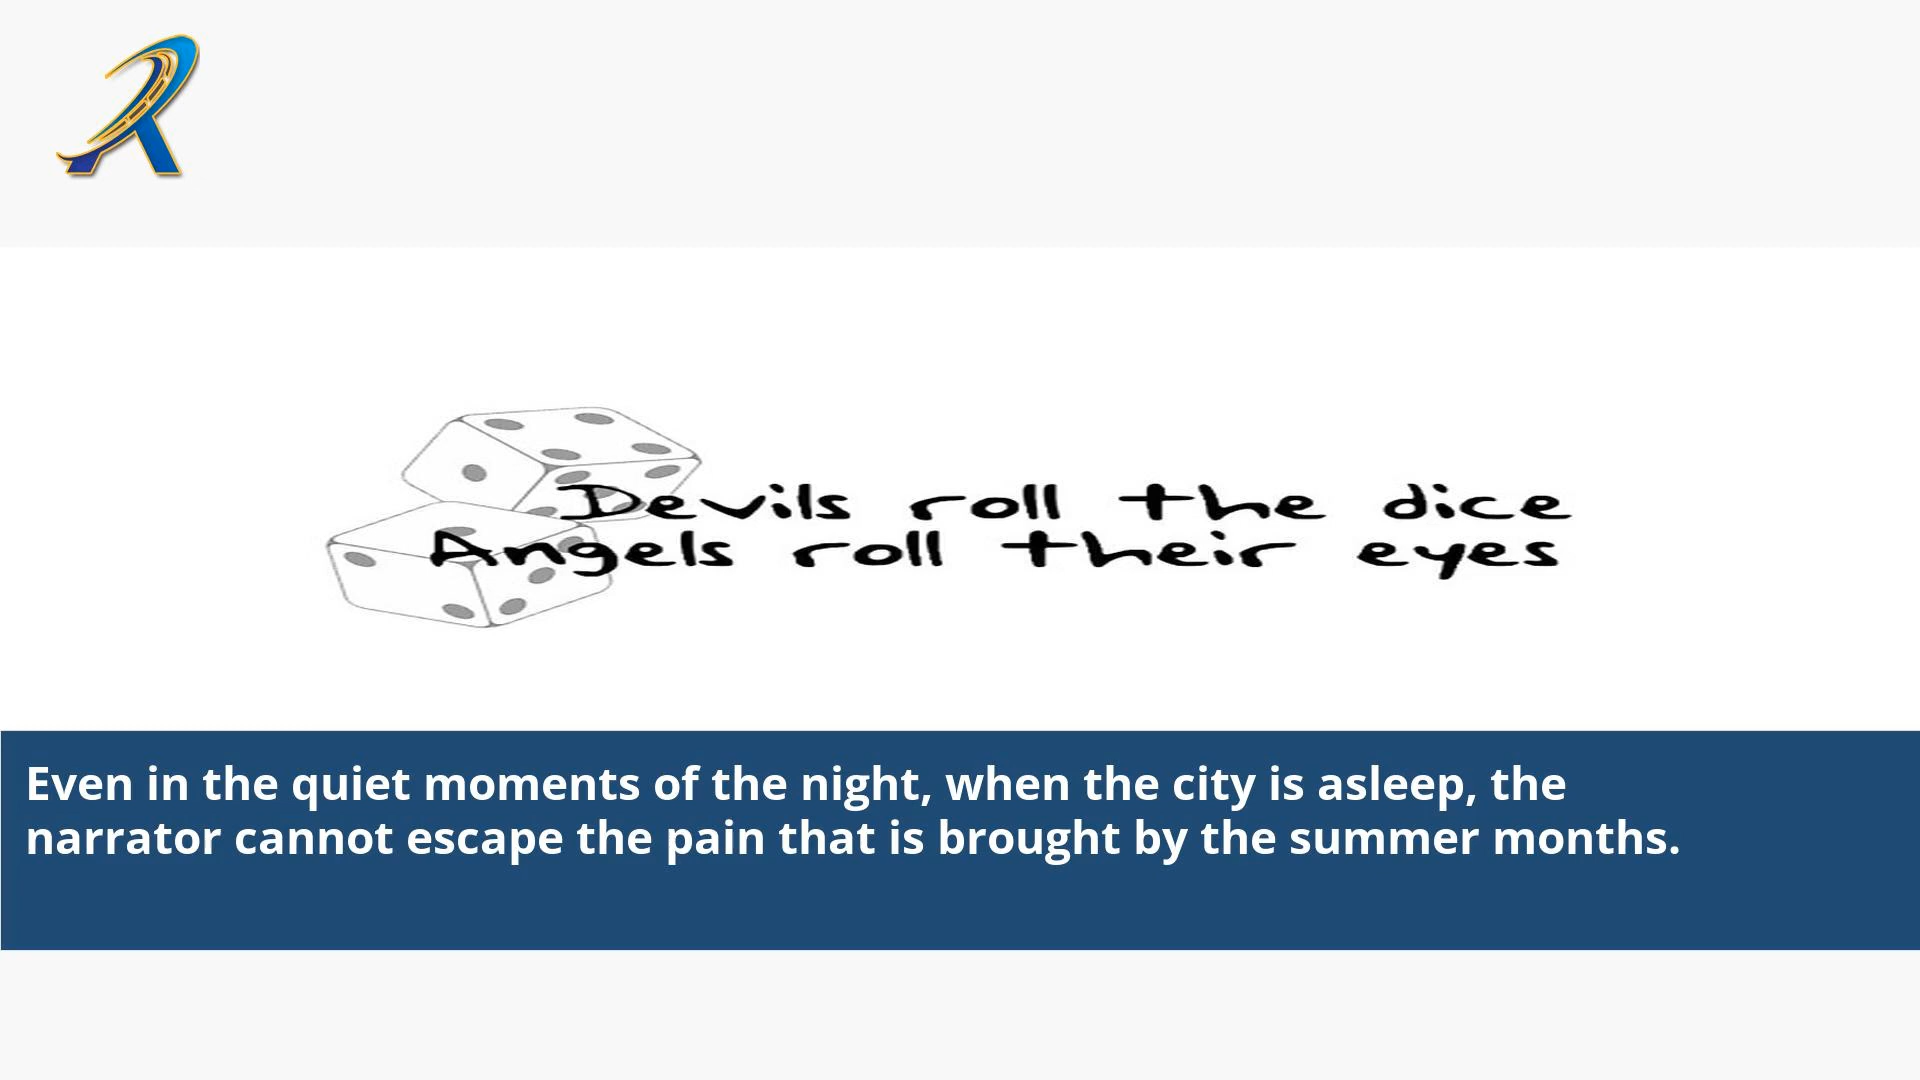 Devils roll the dice
Angels roll their eyes
Even in the quiet moments of the night, when the city is asleep, the
narrator cannot escape the pain that is brought by the summer months.